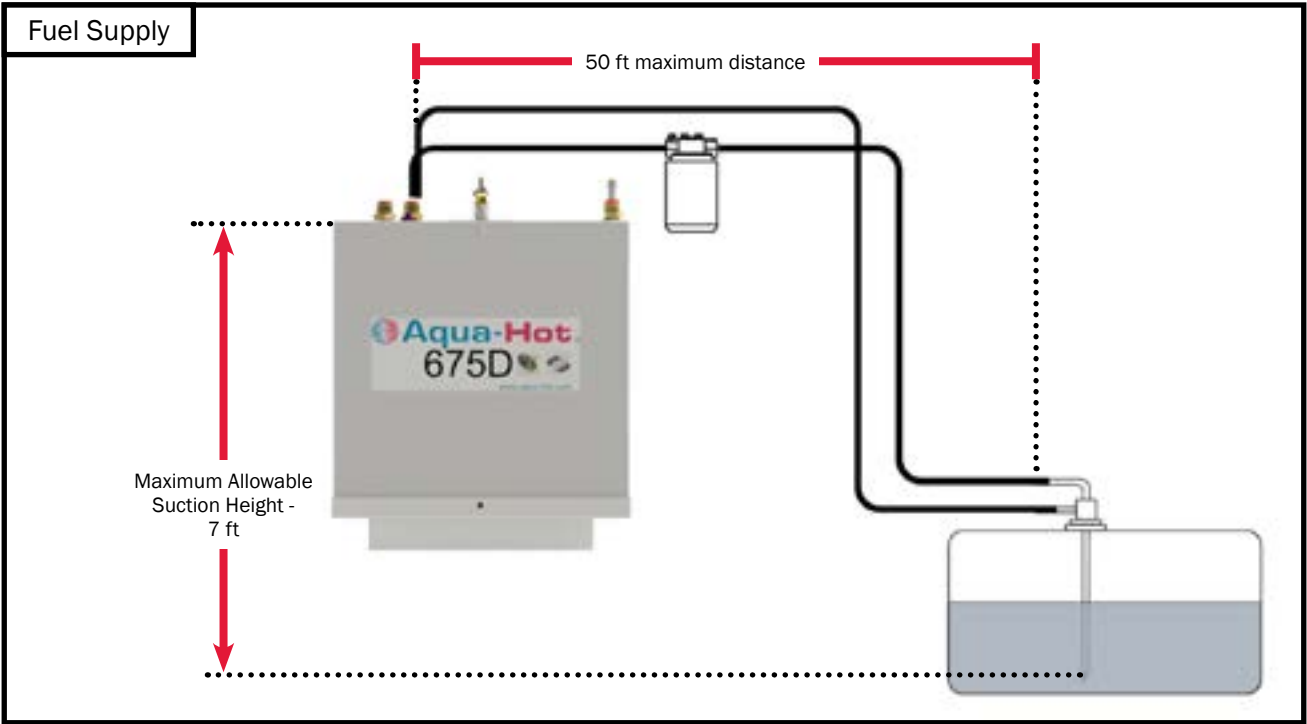 Fuel Supply
50 ft maximum distance
Aqua-Hot
675D
Maximum Allowable
Suction Height -
7 ft